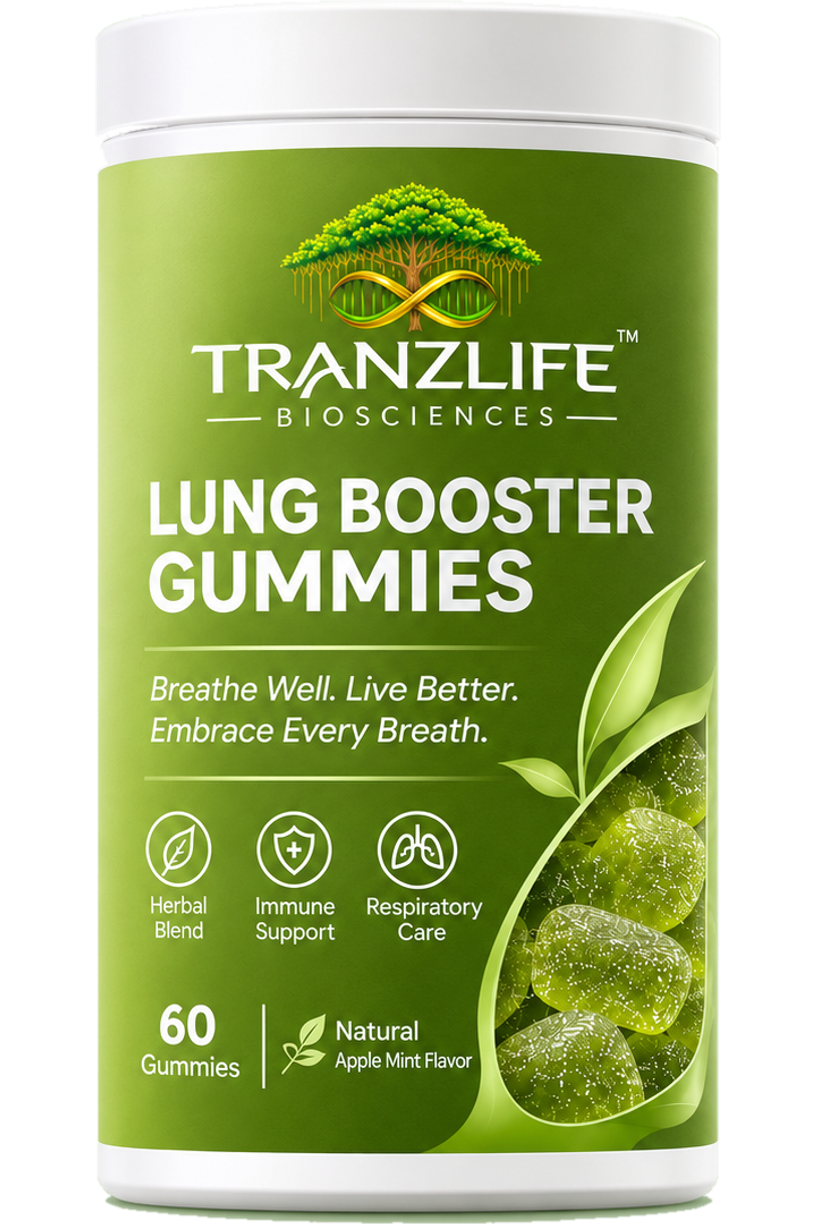 TRANZLIFE™
BIOSCIENCES
LUNG BOOSTER
GUMMIES
Breathe Well. Live Better.
Embrace Every Breath.
Herbal
Blend
Immune
Support
Respiratory
Care
60
Gummies
Natural
Apple Mint Flavor